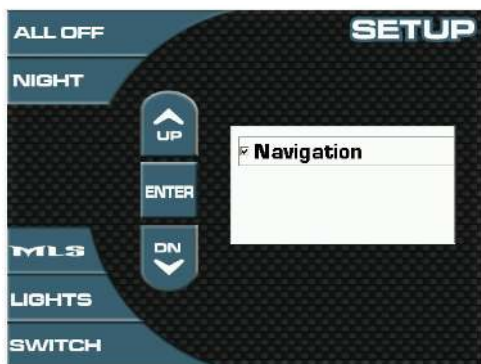 ALL OFF
SETUP
NIGHT
UP
Navigation
ENTER
MLS
DN
LIGHTS
SWITCH